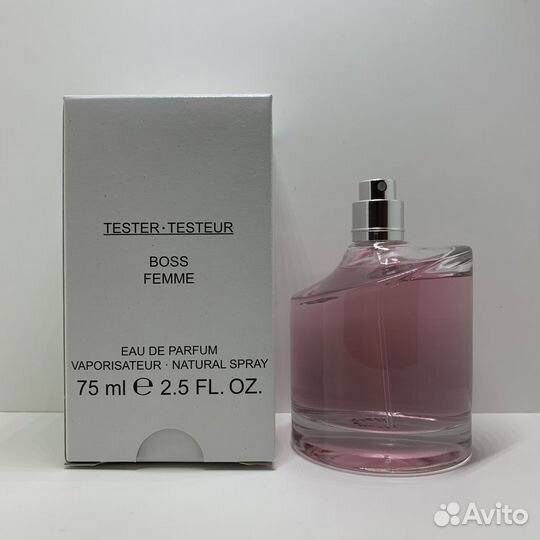 TESTER·TESTEUR
BOSS
FEMME
EAU DE PARFUM
VAPORISATEUR · NATURAL SPRAY
75 ml ℮ 2.5 FL. OZ.
Avito